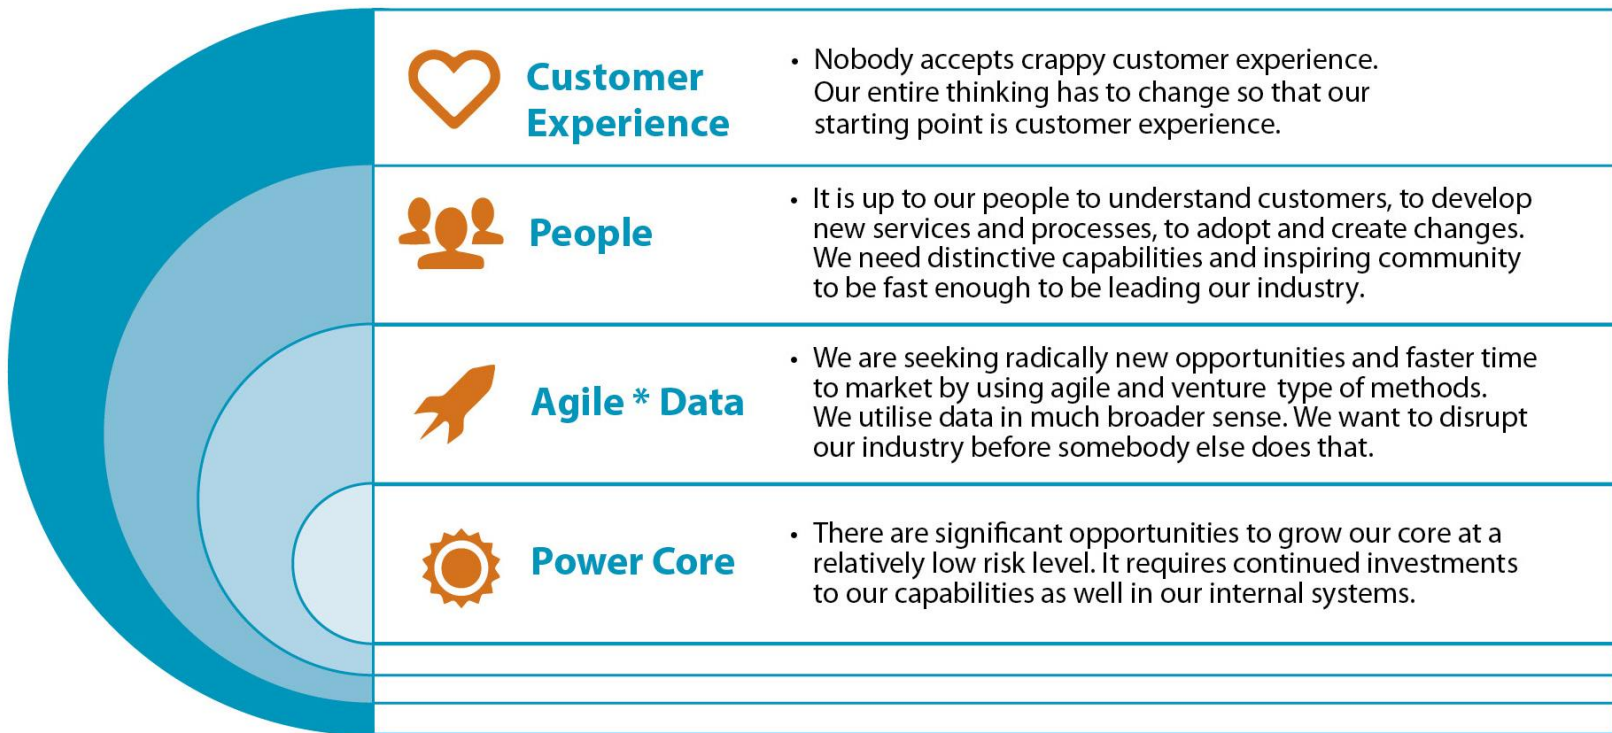 Customer
Experience
• Nobody accepts crappy customer experience.
Our entire thinking has to change so that our
starting point is customer experience.
People
• It is up to our people to understand customers, to develop
new services and processes, to adopt and create changes.
We need distinctive capabilities and inspiring community
to be fast enough to be leading our industry.
Agile * Data
• We are seeking radically new opportunities and faster time
to market by using agile and venture type of methods.
We utilise data in much broader sense. We want to disrupt
our industry before somebody else does that.
Power Core
• There are significant opportunities to grow our core at a
relatively low risk level. It requires continued investments
to our capabilities as well in our internal systems.